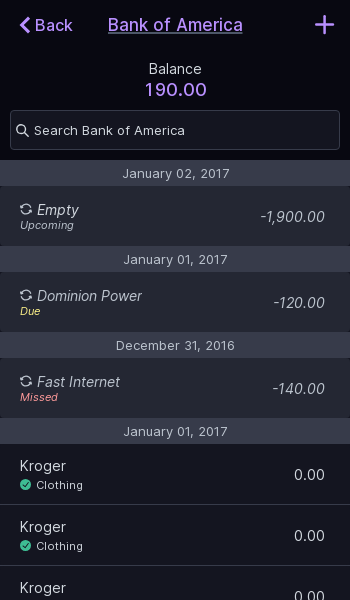 Back
Bank of America
Balance
190.00
Search Bank of America
January 02, 2017
Empty
-1,900.00
Upcoming
January 01, 2017
Dominion Power
-120.00
Due
December 31, 2016
Fast Internet
-140.00
Missed
January 01, 2017
Kroger
0.00
Clothing
Kroger
0.00
Clothing
Kroger
0.00